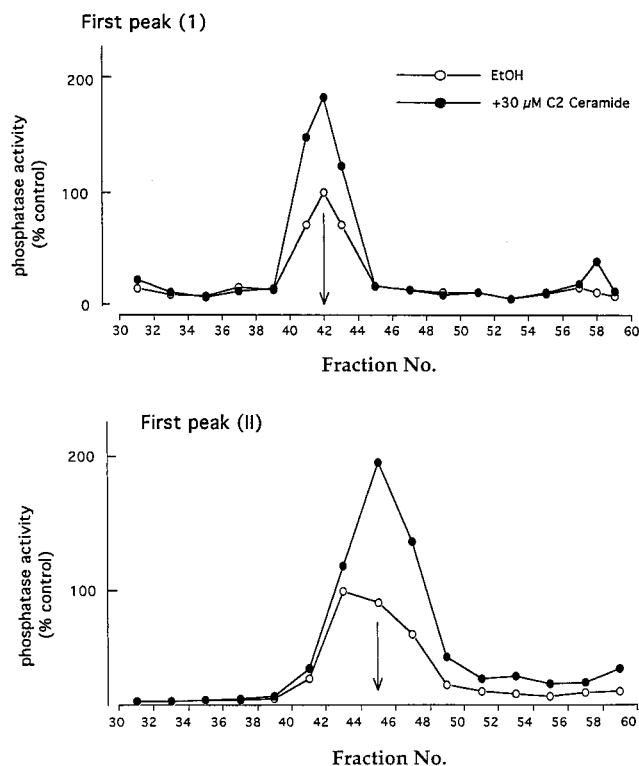 First peak (1)
200
100
0
phosphatase activity
(% control)
EtOH
+30 µM C2 Ceramide
30 32 34 36 38 40 42 44 46 48 50 52 54 56 58 60
Fraction No.
First peak (II)
200
100
phosphatase activity
(% control)
30 32 34 36 38 40 42 44 46 48 50 52 54 56 58 60
Fraction No.